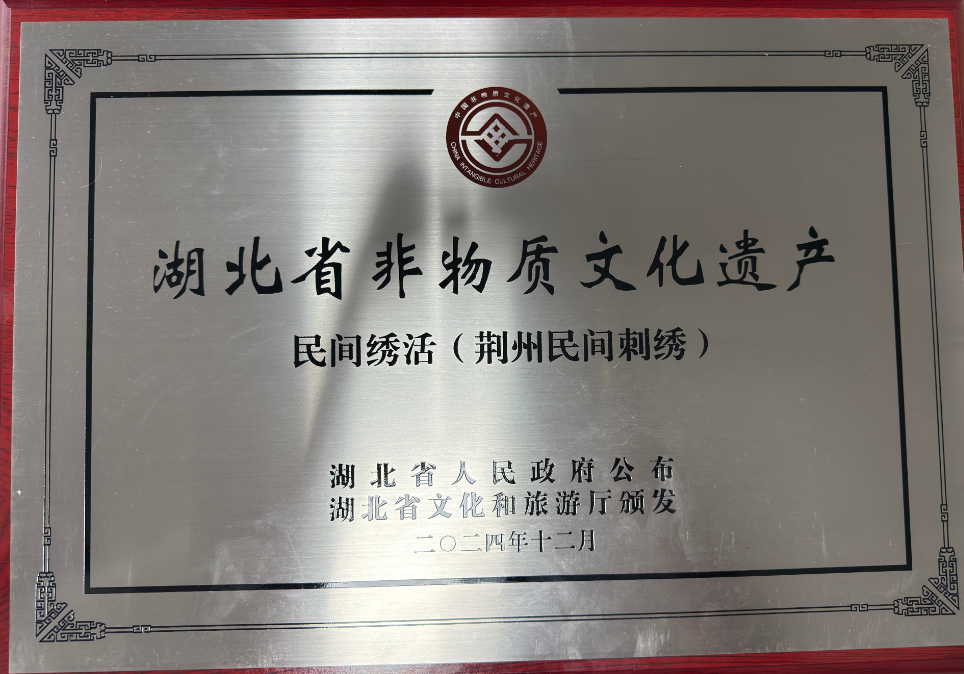 中国非物质文化遗产
CHINA INTANGIBLE CULTURAL HERITAGE
湖北省非物质文化遗产
民间绣活（荆州民间刺绣）
湖北省人民政府公布
湖北省文化和旅游厅颁发
二〇二四年十二月